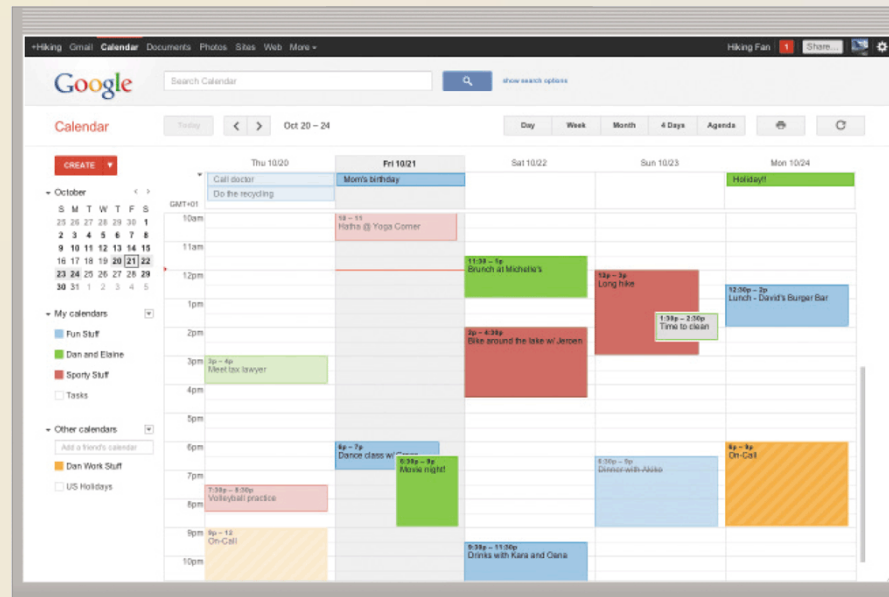 +Hiking Gmail Calendar Documents Photos Sites Web More
Hiking Fan 1 Share...
Google
Search Calendar
show search options
Calendar
Today
Oct 20 – 24
Day Week Month 4 Days Agenda
CREATE
October
S M T W T F S
25 26 27 28 29 30 1
2 3 4 5 6 7 8
9 10 11 12 13 14 15
16 17 18 19 20 21 22
23 24 25 26 27 28 29
30 31 1 2 3 4 5
My calendars
Fun Stuff
Dan and Elaine
Sporty Stuff
Tasks
Other calendars
Add a friend's calendar
Dan Work Stuff
US Holidays
Thu 10/20 Fri 10/21 Sat 10/22 Sun 10/23 Mon 10/24
Call doctor Mom's birthday Holiday!!
Do the recycling
GMT+01
10am
11am
12pm
1pm
2pm
3pm
4pm
5pm
6pm
7pm
8pm
9pm
10pm
3p – 4p
Meet tax lawyer
7:30p – 8:30p
Volleyball practice
9p – 12
On-Call
10 – 11
Hatha @ Yoga Corner
6p – 7p
Dance class w/
6:30p – 9p
Movie night!
11:30 – 1p
Brunch at Michelle's
2p – 4:30p
Bike around the lake w/ Jeroen
9:30p – 11:30p
Drinks with Kara and Oana
12p – 3p
Long hike
1:30p – 2:30p
Time to clean
6:30p – 9p
Dinner with Akiko
12:30p – 2p
Lunch - David's Burger Bar
6p – 9p
On-Call